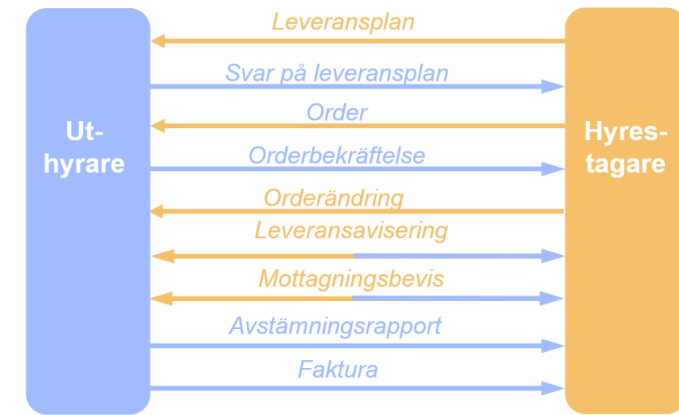 Leveransplan
Svar på leveransplan
Order
Ut-
hyrare
Hyres-
tagare
Orderbekräftelse
Orderändring
Leveransavisering
Mottagningsbevis
Avstämningsrapport
Faktura